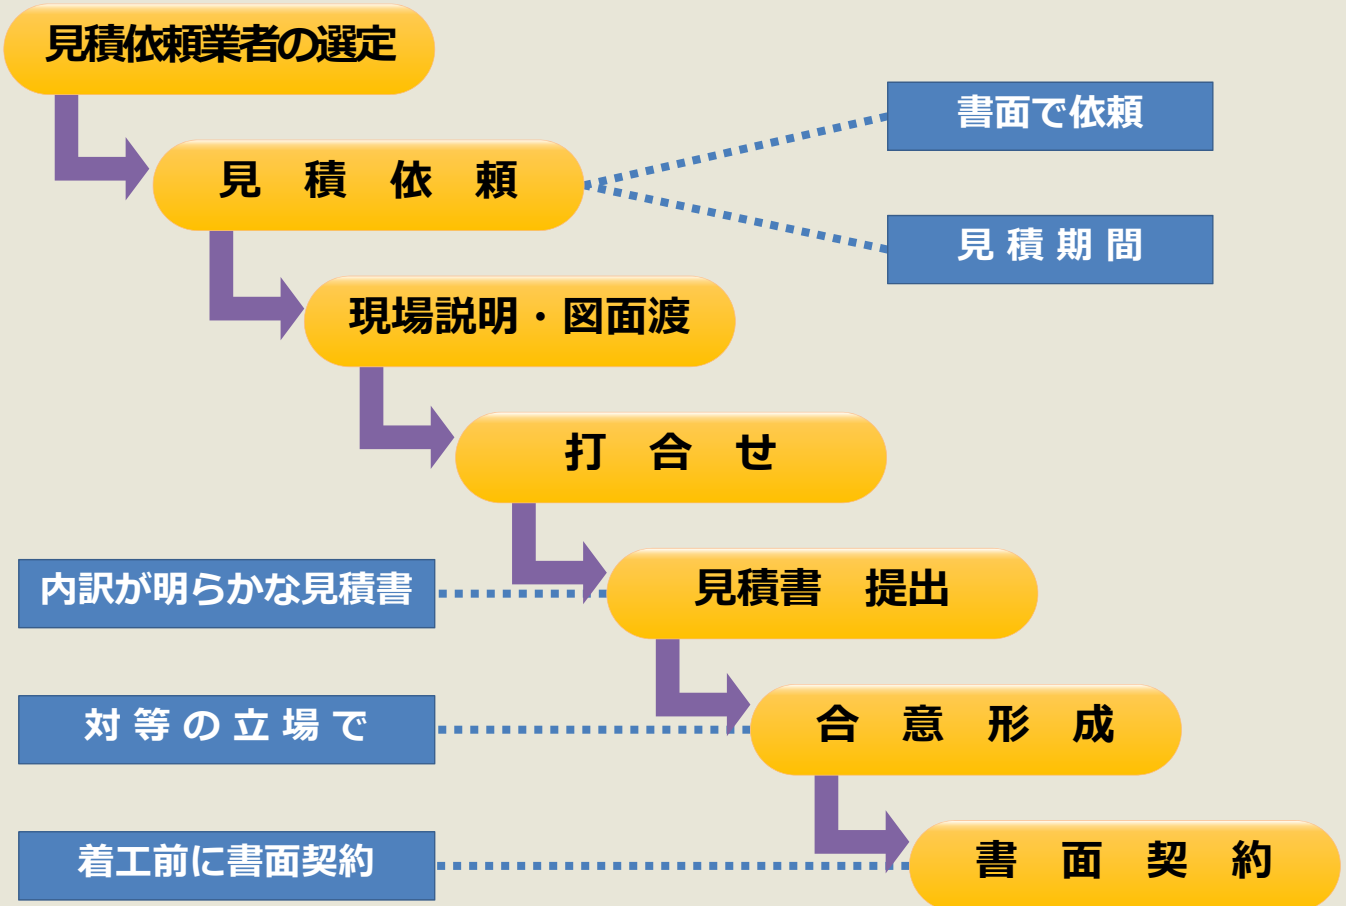 見積依頼業者の選定
書面で依頼
見積依頼
見積期間
現場説明・図面渡
打合せ
内訳が明らかな見積書
見積書　提出
対等の立場で
合意形成
着工前に書面契約
書面契約